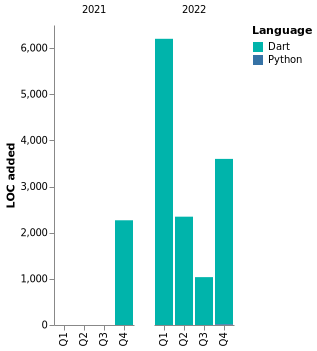 2021 2022
Language
Dart
Python
LOC added
6,000
5,000
4,000
3,000
2,000
1,000
0
Q1 Q2 Q3 Q4 Q1 Q2 Q3 Q4